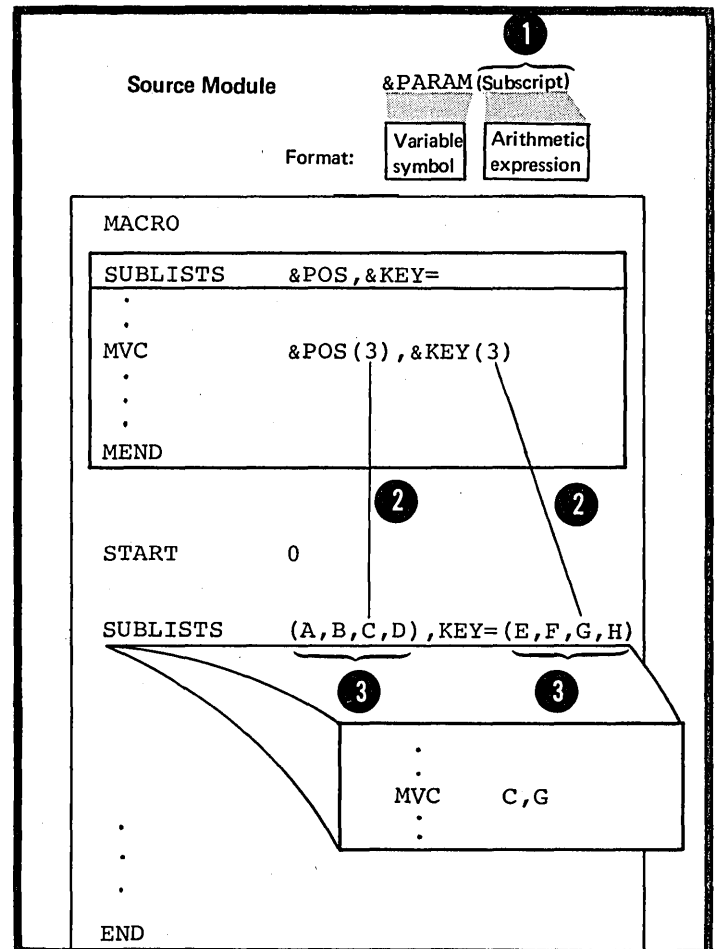 1
Source Module &PARAM(Subscript)
Format: Variable symbol Arithmetic expression
MACRO
SUBLISTS &POS,&KEY=
.
.
MVC &POS(3),&KEY(3)
.
.
.
MEND
2 2
START 0
SUBLISTS (A,B,C,D),KEY=(E,F,G,H)
3 3
.
.
MVC C,G
.
.
.
.
.
END